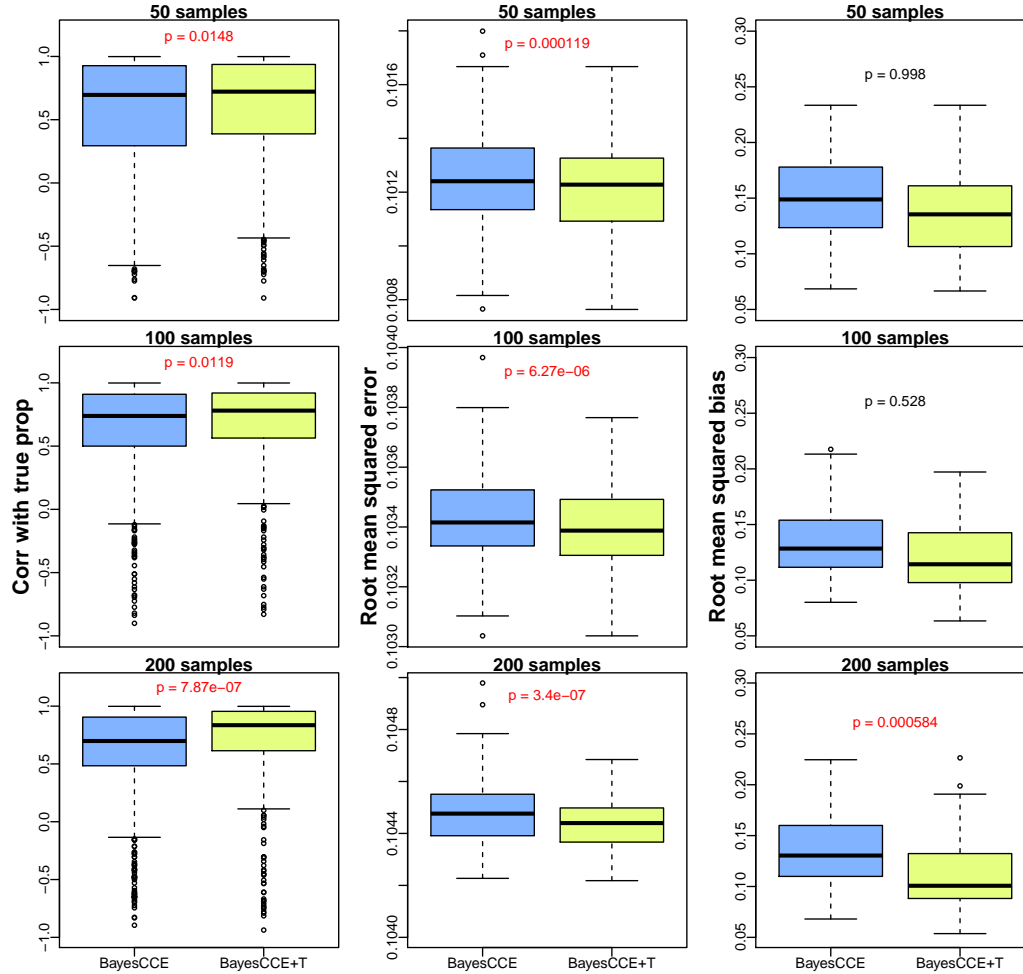 50 samples
p = 0.0148
1.0
0.5
0.0
−0.5
−1.0
50 samples
p = 0.000119
0.1016
0.1012
0.1008
50 samples
p = 0.998
0.30
0.25
0.20
0.15
0.10
0.05
100 samples
p = 0.0119
1.0
0.5
0.0
−0.5
−1.0
Corr with true prop
100 samples
p = 6.27e−06
0.1040
0.1038
0.1036
0.1034
0.1032
0.1030
Root mean squared error
100 samples
p = 0.528
0.30
0.25
0.20
0.15
0.10
0.05
Root mean squared bias
200 samples
p = 7.87e−07
1.0
0.5
0.0
−0.5
−1.0
BayesCCE
BayesCCE+T
200 samples
p = 3.4e−07
0.1048
0.1044
0.1040
BayesCCE
BayesCCE+T
200 samples
p = 0.000584
0.30
0.25
0.20
0.15
0.10
0.05
BayesCCE
BayesCCE+T